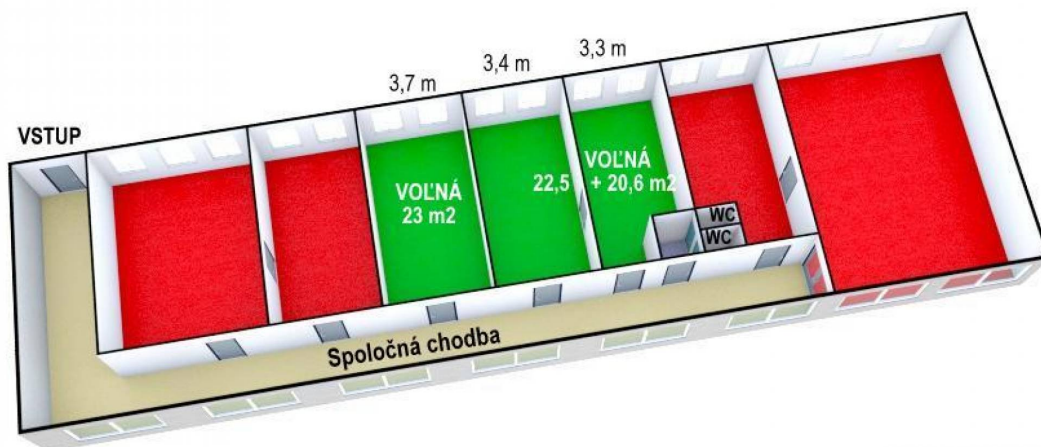 3,7 m
3,4 m
3,3 m
VSTUP
VOĽNÁ
23 m2
VOĽNÁ
22,5 + 20,6 m2
WC
WC
Spoločná chodba